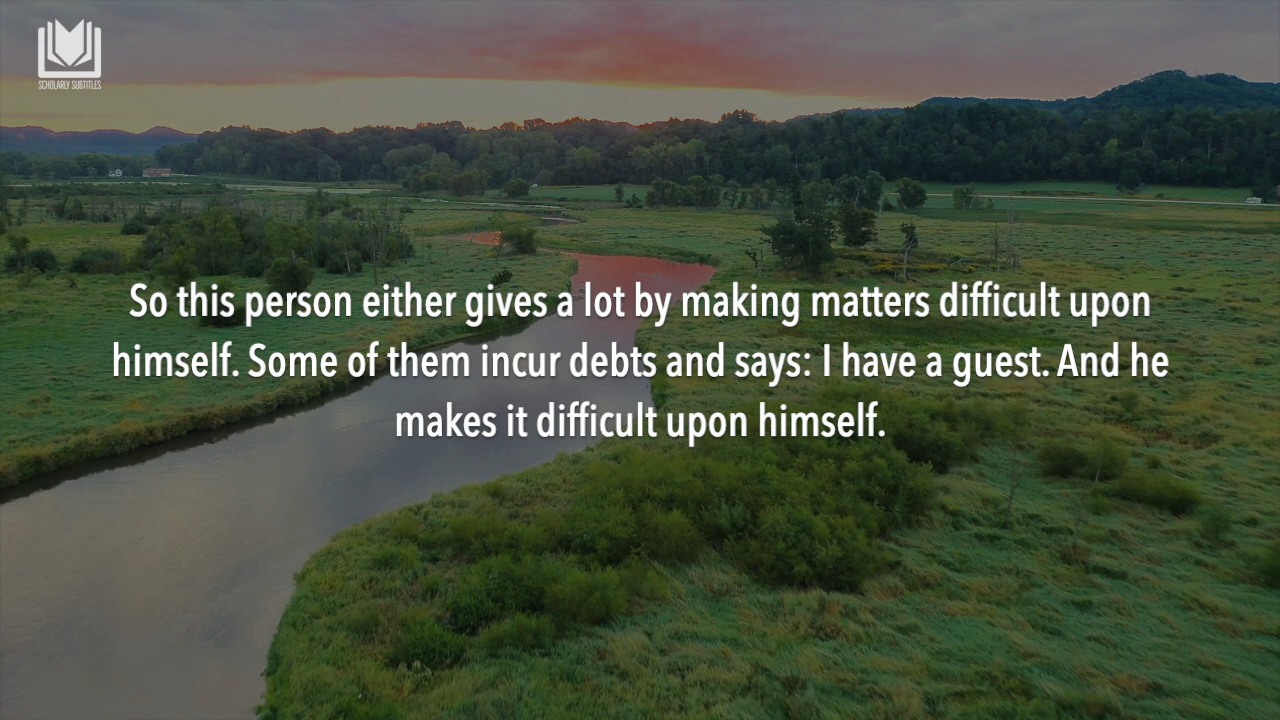 SCHOLARLY SUBTITLES
So this person either gives a lot by making matters difficult upon
himself. Some of them incur debts and says: I have a guest. And he
makes it difficult upon himself.